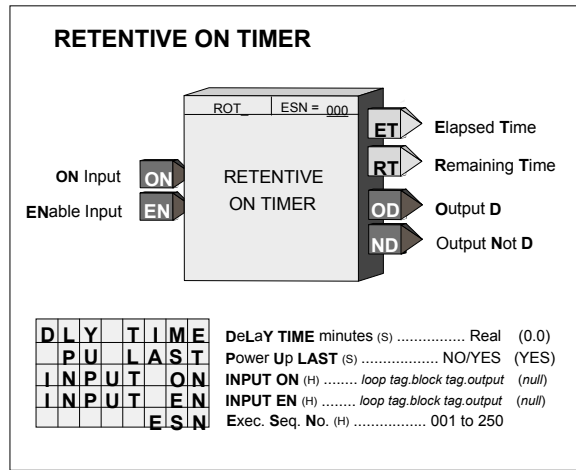 RETENTIVE ON TIMER
ROT_ ESN = 000
ET Elapsed Time
RT Remaining Time
ON Input ON
RETENTIVE
ON TIMER
ENable Input EN
OD Output D
ND Output Not D
DLY TIME DeLaY TIME minutes (S) ................ Real (0.0)
PU LAST Power Up LAST (S) ................... NO/YES (YES)
INPUT ON INPUT ON (H) ........ loop tag.block tag.output (null)
INPUT EN INPUT EN (H) ........ loop tag.block tag.output (null)
ESN Exec. Seq. No. (H) ................. 001 to 250